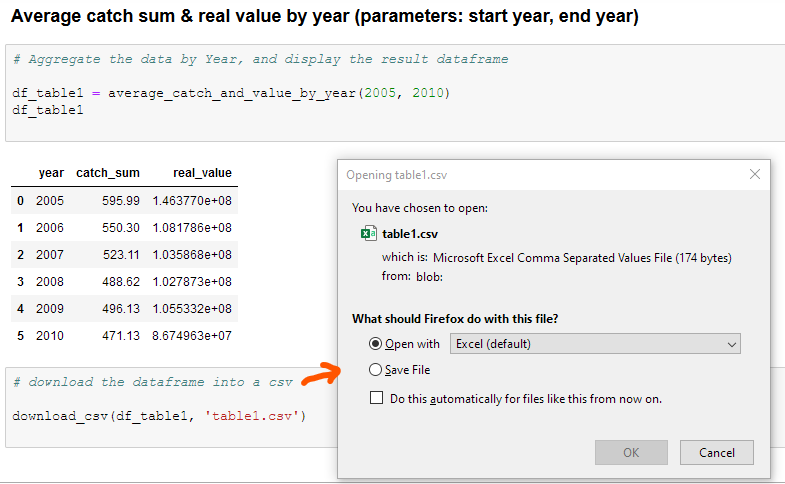 Average catch sum & real value by year (parameters: start year, end year)
# Aggregate the data by Year, and display the result dataframe
df_table1 = average_catch_and_value_by_year(2005, 2010)
df_table1
year catch_sum real_value
0 2005 595.99 1.463770e+08
1 2006 550.30 1.081786e+08
2 2007 523.11 1.035868e+08
3 2008 488.62 1.027873e+08
4 2009 496.13 1.055332e+08
5 2010 471.13 8.674963e+07
# download the dataframe into a csv
download_csv(df_table1, 'table1.csv')
Opening table1.csv
You have chosen to open:
table1.csv
which is: Microsoft Excel Comma Separated Values File (174 bytes)
from: blob:
What should Firefox do with this file?
Open with Excel (default)
Save File
Do this automatically for files like this from now on.
OK Cancel